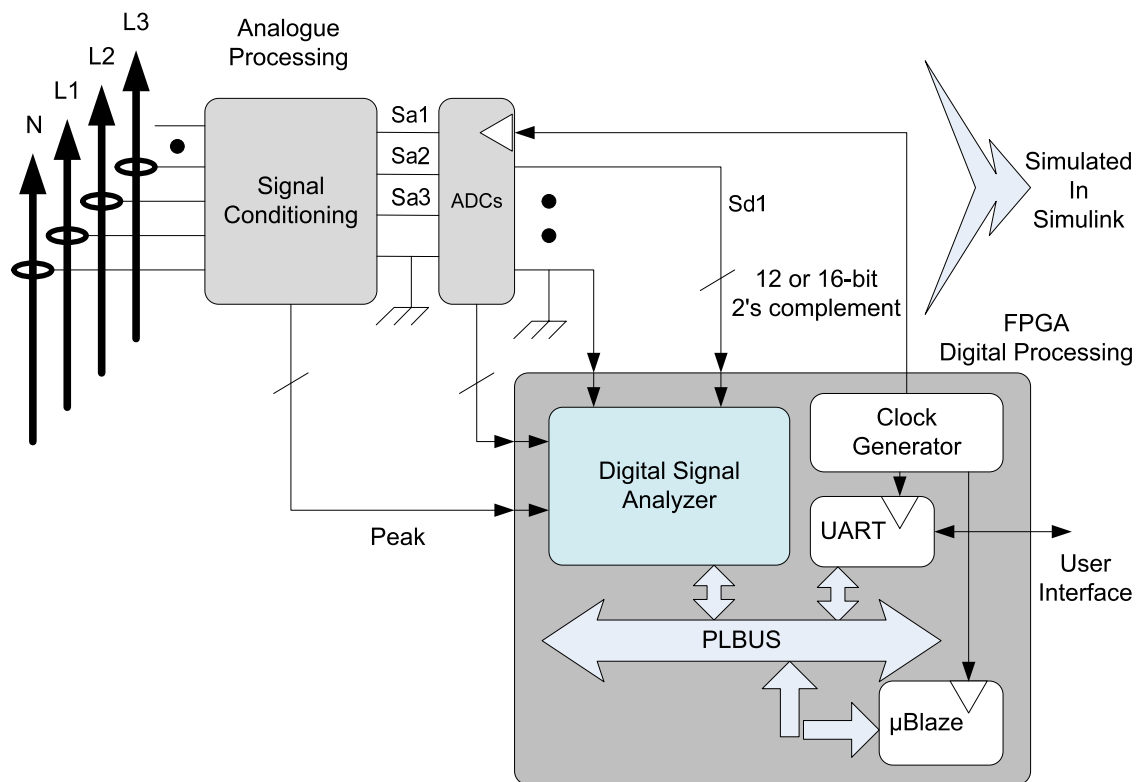 L3
Analogue
Processing
L2
L1
N
Sa1
Sa2
Sa3
Signal
Conditioning
ADCs
Sd1
Simulated
In
Simulink
12 or 16-bit
2's complement
FPGA
Digital Processing
Clock
Generator
Digital Signal
Analyzer
UART
Peak
User
Interface
PLBUS
µBlaze